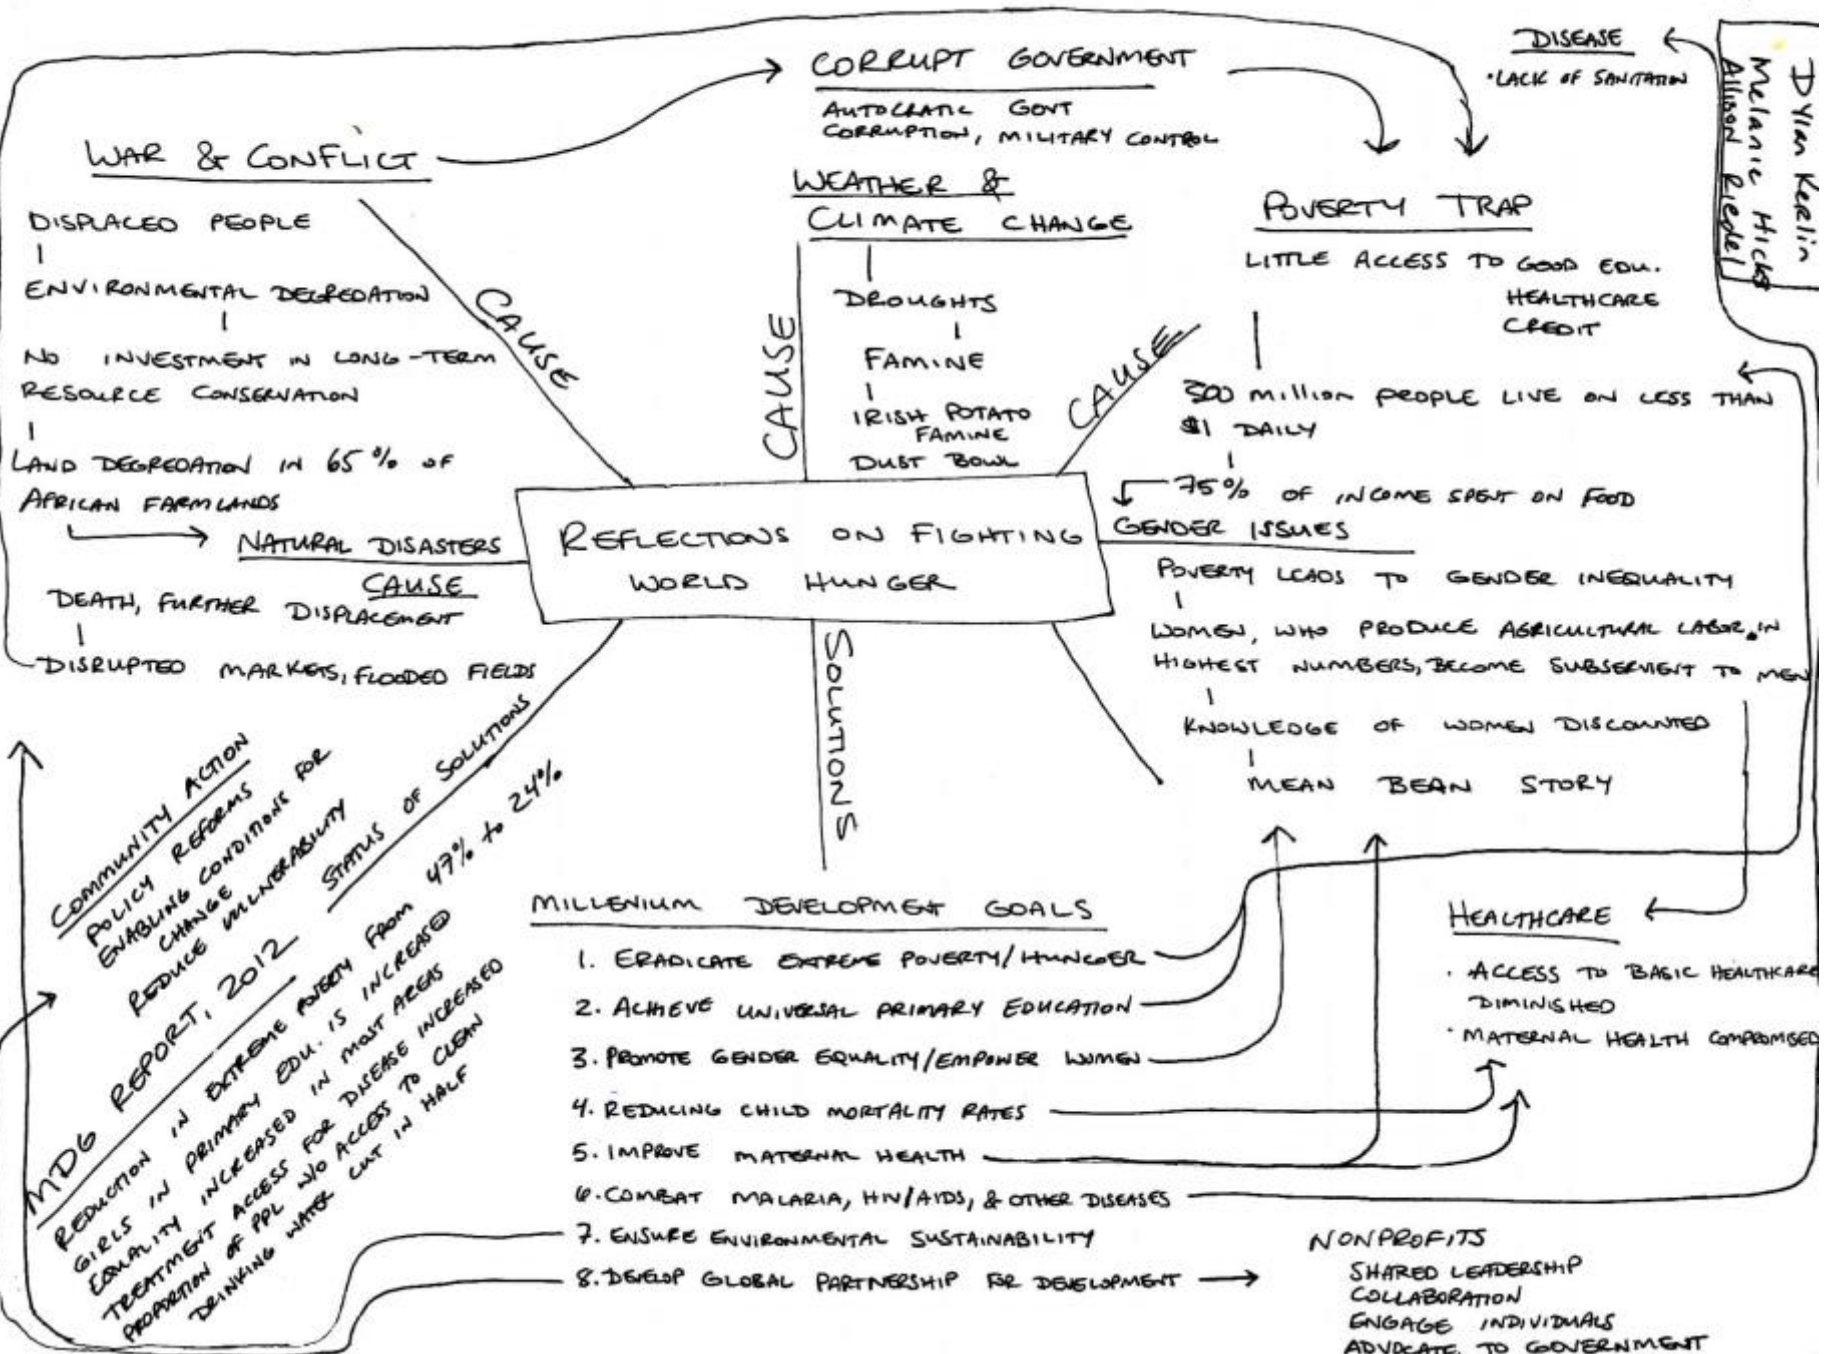 CORRUPT GOVERNMENT
AUTOCRATIC GOVT
CORRUPTION, MILITARY CONTROL
DISEASE
• LACK OF SANITATION
Dylan Kerlin
Melanie Hicks
Allison Riedel
WAR & CONFLICT
DISPLACED PEOPLE
ENVIRONMENTAL DEGREDATION
NO INVESTMENT IN LONG-TERM
RESOURCE CONSERVATION
LAND DEGREDATION IN 65% OF
AFRICAN FARMLANDS
CAUSE
WEATHER &
CLIMATE CHANGE
DROUGHTS
FAMINE
IRISH POTATO
FAMINE
DUST BOWL
CAUSE
POVERTY TRAP
LITTLE ACCESS TO GOOD EDU.
HEALTHCARE
CREDIT
500 million PEOPLE LIVE ON LESS THAN
$1 DAILY
75% OF INCOME SPENT ON FOOD
CAUSE
NATURAL DISASTERS
CAUSE
DEATH, FURTHER DISPLACEMENT
DISRUPTED MARKETS, FLOODED FIELDS
REFLECTIONS ON FIGHTING
WORLD HUNGER
GENDER ISSUES
POVERTY LEADS TO GENDER INEQUALITY
WOMEN, WHO PRODUCE AGRICULTURAL LABOR IN
HIGHEST NUMBERS, BECOME SUBSERVIENT TO MEN
KNOWLEDGE OF WOMEN DISCOUNTED
MEAN BEAN STORY
SOLUTIONS
STATUS OF SOLUTIONS
COMMUNITY ACTION
POLICY REFORMS
ENABLING CONDITIONS FOR
CHANGE
REDUCE VULNERABILITY
MDG REPORT, 2012
REDUCTION IN EXTREME POVERTY FROM 47% to 24%
GIRLS IN PRIMARY EDU. IS INCREASED
EQUALITY INCREASED IN MOST AREAS
TREATMENT ACCESS FOR DISEASE INCREASED
PROPORTION OF PPL W/O ACCESS TO CLEAN
DRINKING WATER CUT IN HALF
MILLENIUM DEVELOPMENT GOALS
1. ERADICATE EXTREME POVERTY/HUNGER
2. ACHIEVE UNIVERSAL PRIMARY EDUCATION
3. PROMOTE GENDER EQUALITY/EMPOWER WOMEN
4. REDUCING CHILD MORTALITY RATES
5. IMPROVE MATERNAL HEALTH
6. COMBAT MALARIA, HIV/AIDS, & OTHER DISEASES
7. ENSURE ENVIRONMENTAL SUSTAINABILITY
8. DEVELOP GLOBAL PARTNERSHIP FOR DEVELOPMENT
HEALTHCARE
• ACCESS TO BASIC HEALTHCARE
DIMINISHED
• MATERNAL HEALTH COMPROMISED
NONPROFITS
SHARED LEADERSHIP
COLLABORATION
ENGAGE INDIVIDUALS
ADVOCATE TO GOVERNMENT